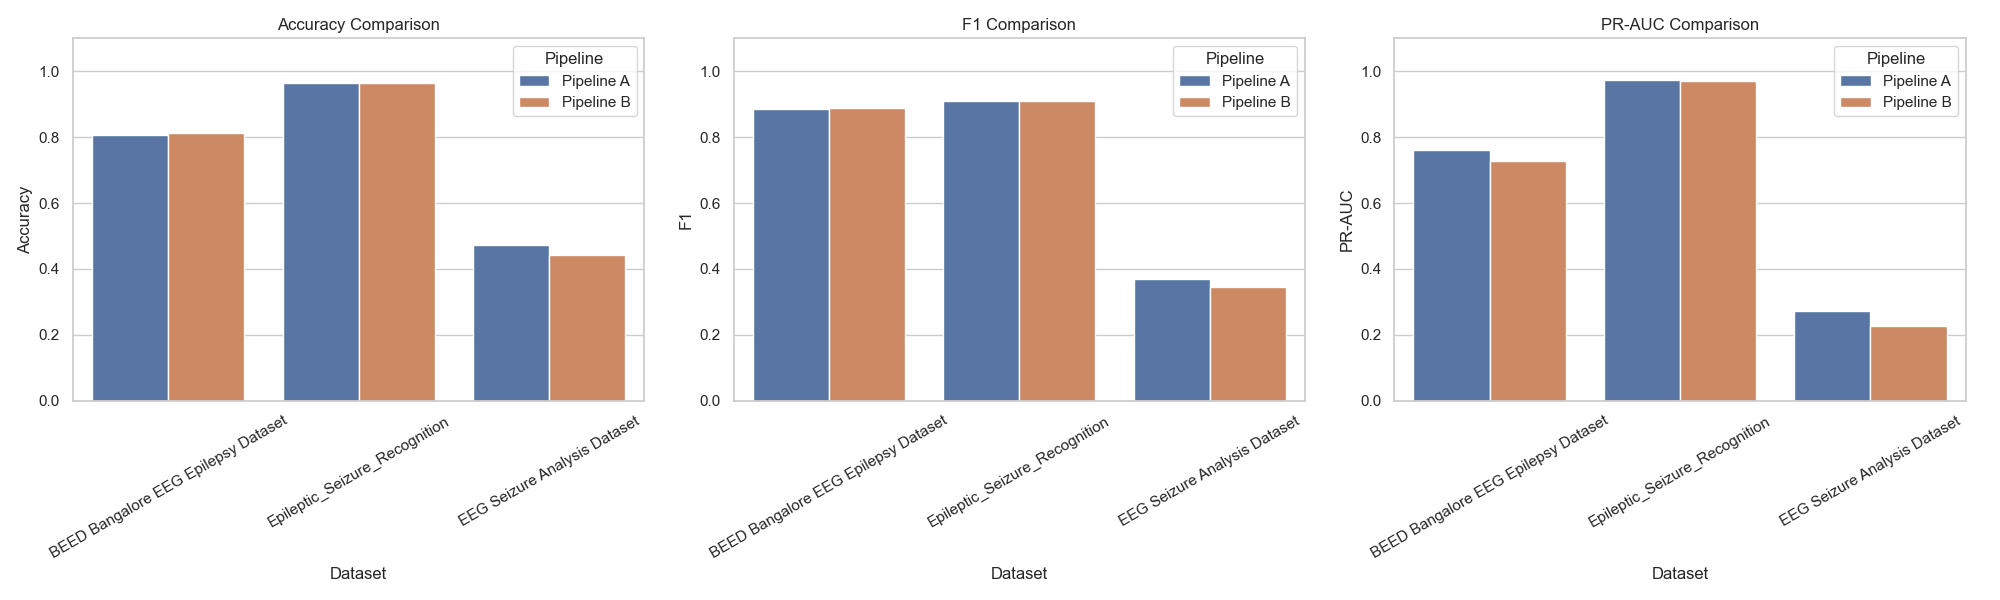 Accuracy Comparison
Accuracy
1.0
0.8
0.6
0.4
0.2
0.0
Pipeline
Pipeline A
Pipeline B
BEED Bangalore EEG Epilepsy Dataset
Epileptic_Seizure_Recognition
EEG Seizure Analysis Dataset
Dataset
F1 Comparison
F1
1.0
0.8
0.6
0.4
0.2
0.0
Pipeline
Pipeline A
Pipeline B
BEED Bangalore EEG Epilepsy Dataset
Epileptic_Seizure_Recognition
EEG Seizure Analysis Dataset
Dataset
PR-AUC Comparison
PR-AUC
1.0
0.8
0.6
0.4
0.2
0.0
Pipeline
Pipeline A
Pipeline B
BEED Bangalore EEG Epilepsy Dataset
Epileptic_Seizure_Recognition
EEG Seizure Analysis Dataset
Dataset